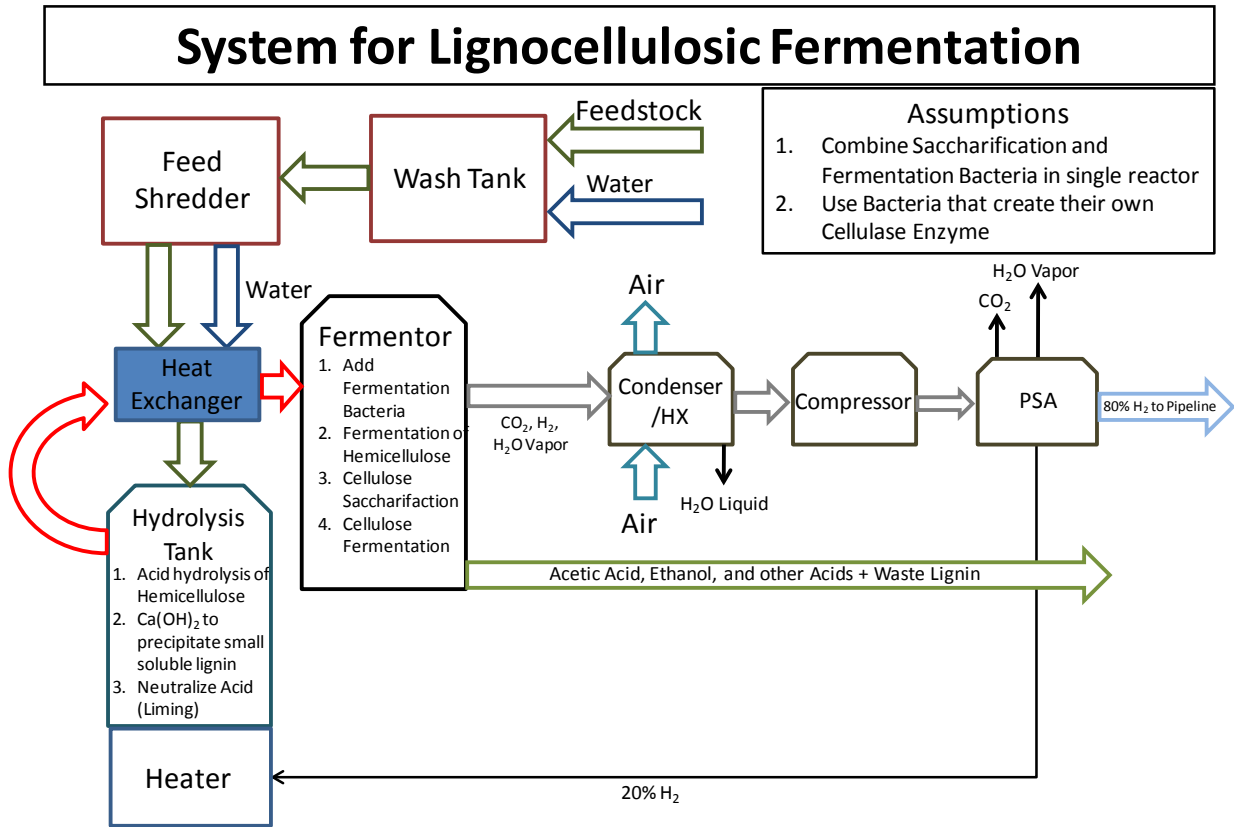 System for Lignocellulosic Fermentation
Feed
Shredder
Wash Tank
Feedstock
Water
Assumptions
1. Combine Saccharification and
Fermentation Bacteria in single reactor
2. Use Bacteria that create their own
Cellulase Enzyme
Water
Heat
Exchanger
Fermentor
1. Add
Fermentation
Bacteria
2. Fermentation of
Hemicellulose
3. Cellulose
Saccharifaction
4. Cellulose
Fermentation
CO₂, H₂,
H₂O Vapor
Air
Condenser
/HX
Air
H₂O Liquid
Compressor
CO₂
H₂O Vapor
PSA
80% H₂ to Pipeline
Hydrolysis
Tank
1. Acid hydrolysis of
Hemicellulose
2. Ca(OH)₂ to
precipitate small
soluble lignin
3. Neutralize Acid
(Liming)
Acetic Acid, Ethanol, and other Acids + Waste Lignin
Heater
20% H₂